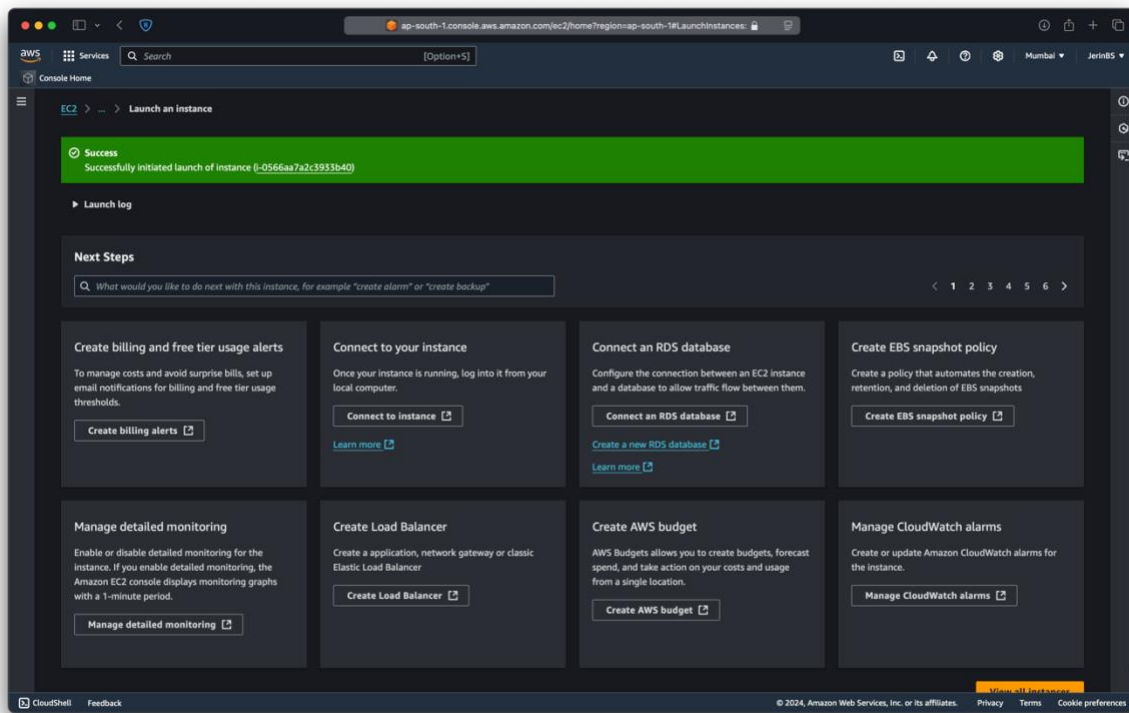 ap-south-1.console.aws.amazon.com/ec2/home?region=ap-south-1#LaunchInstances:
aws Services Search [Option+S] Mumbai JerinBS
Console Home
EC2 > ... > Launch an instance
Success
Successfully initiated launch of instance (i-0566aa7a2c3933b40)
Launch log
Next Steps
What would you like to do next with this instance, for example "create alarm" or "create backup"
1 2 3 4 5 6
Create billing and free tier usage alerts
To manage costs and avoid surprise bills, set up
email notifications for billing and free tier usage
thresholds.
Create billing alerts
Connect to your instance
Once your instance is running, log into it from your
local computer.
Connect to instance
Learn more
Connect an RDS database
Configure the connection between an EC2 instance
and a database to allow traffic flow between them.
Connect an RDS database
Create a new RDS database
Learn more
Create EBS snapshot policy
Create a policy that automates the creation,
retention, and deletion of EBS snapshots
Create EBS snapshot policy
Manage detailed monitoring
Enable or disable detailed monitoring for the
instance. If you enable detailed monitoring, the
Amazon EC2 console displays monitoring graphs
with a 1-minute period.
Manage detailed monitoring
Create Load Balancer
Create a application, network gateway or classic
Elastic Load Balancer
Create Load Balancer
Create AWS budget
AWS Budgets allows you to create budgets, forecast
spend, and take action on your costs and usage
from a single location.
Create AWS budget
Manage CloudWatch alarms
Create or update Amazon CloudWatch alarms for
the instance.
Manage CloudWatch alarms
View all instances
CloudShell Feedback © 2024, Amazon Web Services, Inc. or its affiliates. Privacy Terms Cookie preferences